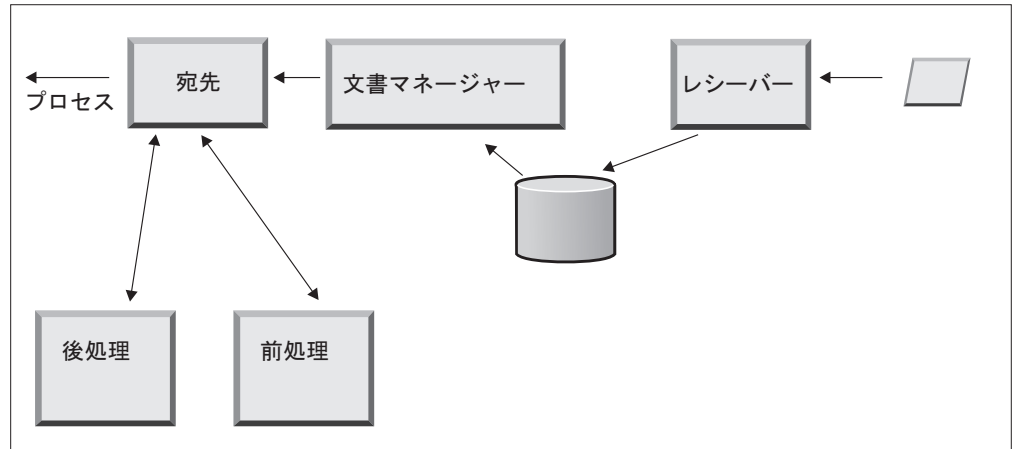 宛先
文書マネージャー
レシーバー
プロセス
後処理
前処理